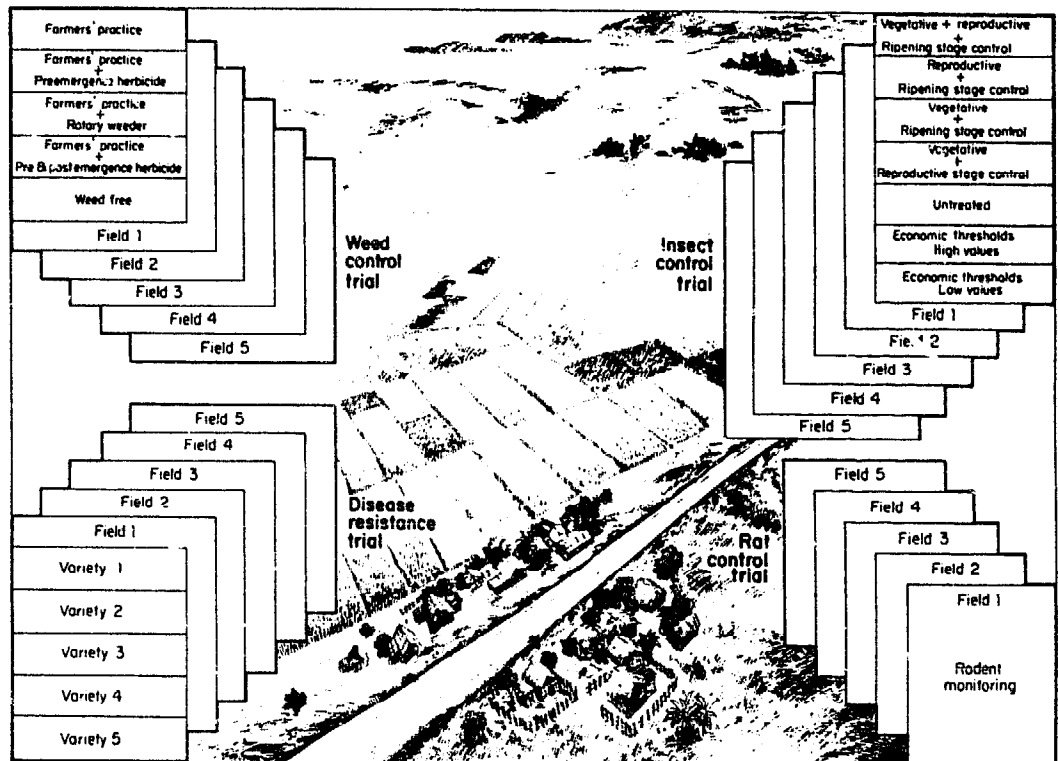 Farmers' practice
Farmers' practice
+
Preemergence herbicide
Farmers' practice
+
Rotary weeder
Farmers' practice
+
Pre & postemergence herbicide
Weed free
Field 1
Field 2
Field 3
Field 4
Field 5
Weed
control
trial
Vegetative + reproductive
+
Ripening stage control
Reproductive
+
Ripening stage control
Vegetative
+
Ripening stage control
Vegetative
+
Reproductive stage control
Untreated
Economic thresholds
High values
Economic thresholds
Low values
Field 1
Field 2
Field 3
Field 4
Field 5
Insect
control
trial
Field 5
Field 4
Field 3
Field 2
Field 1
Variety 1
Variety 2
Variety 3
Variety 4
Variety 5
Disease
resistance
trial
Field 5
Field 4
Field 3
Field 2
Field 1
Rodent
monitoring
Rat
control
trial